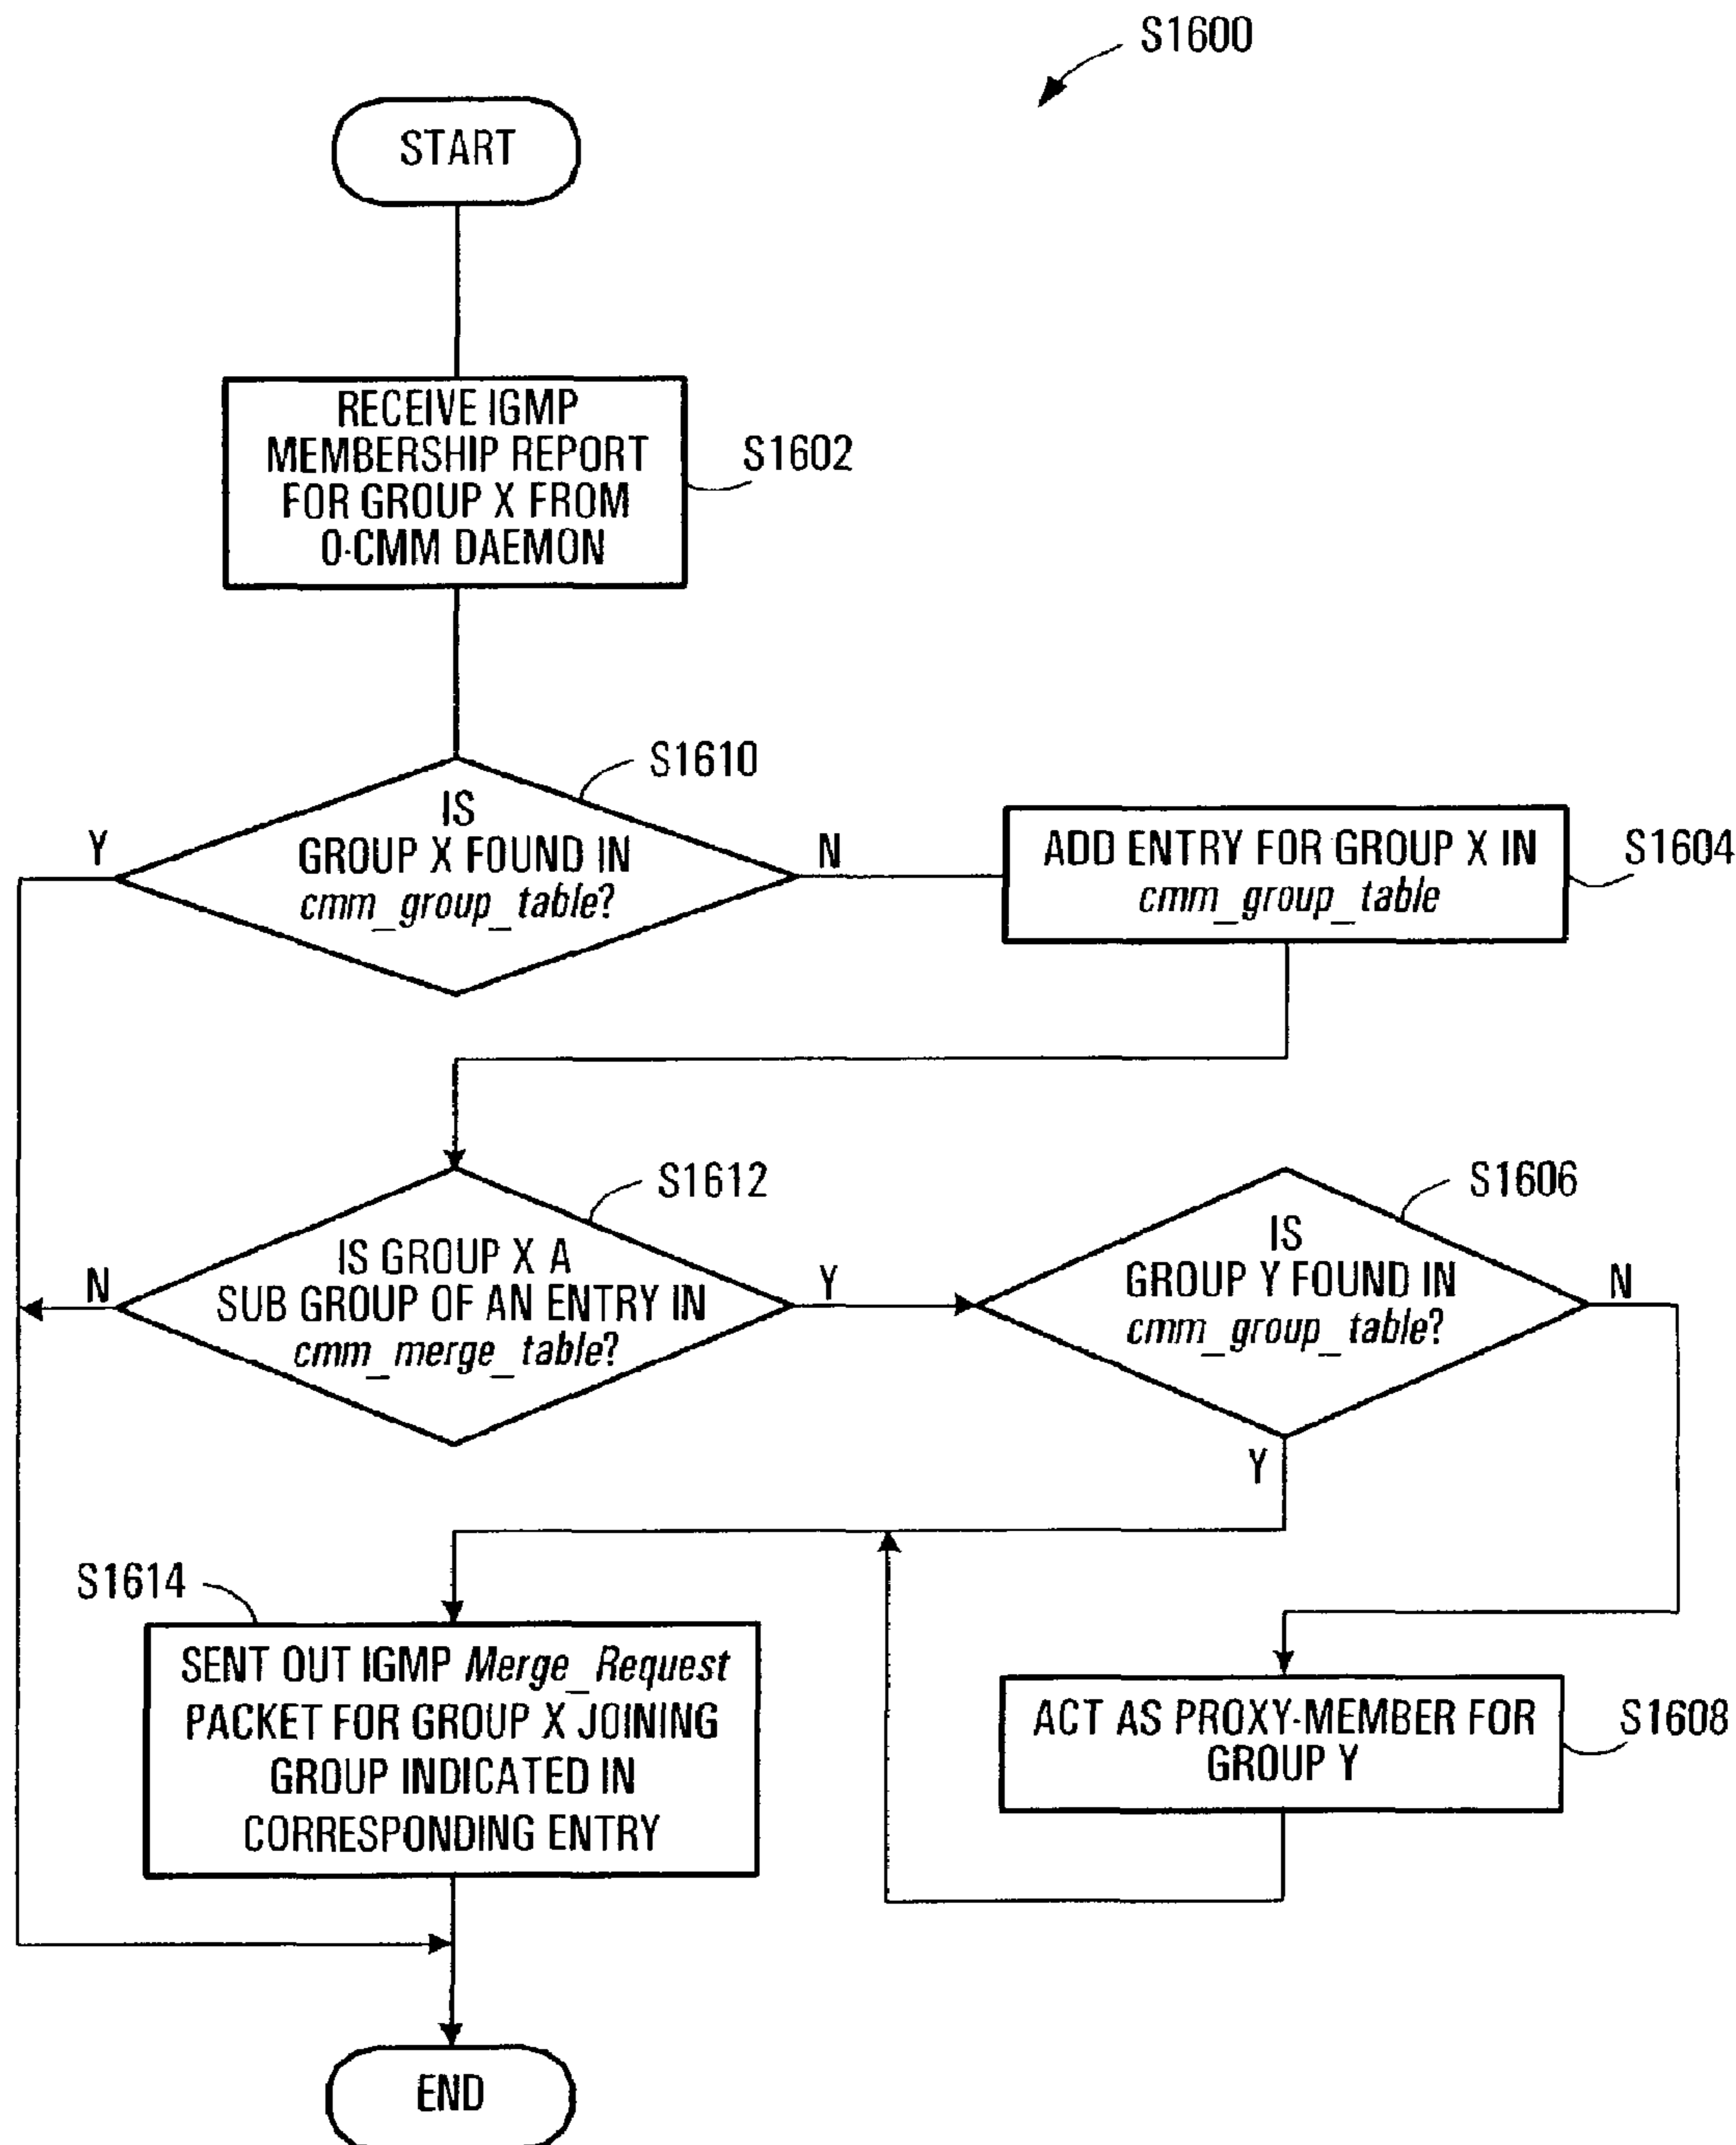 S1600
START
RECEIVE IGMP
MEMBERSHIP REPORT
FOR GROUP X FROM
O-CMM DAEMON
S1602
S1610
IS
GROUP X FOUND IN
cmm_group_table?
Y
N
ADD ENTRY FOR GROUP X IN
cmm_group_table
S1604
S1612
IS GROUP X A
SUB GROUP OF AN ENTRY IN
cmm_merge_table?
N
Y
S1606
IS
GROUP Y FOUND IN
cmm_group_table?
N
Y
S1614
SENT OUT IGMP Merge_Request
PACKET FOR GROUP X JOINING
GROUP INDICATED IN
CORRESPONDING ENTRY
ACT AS PROXY-MEMBER FOR
GROUP Y
S1608
END